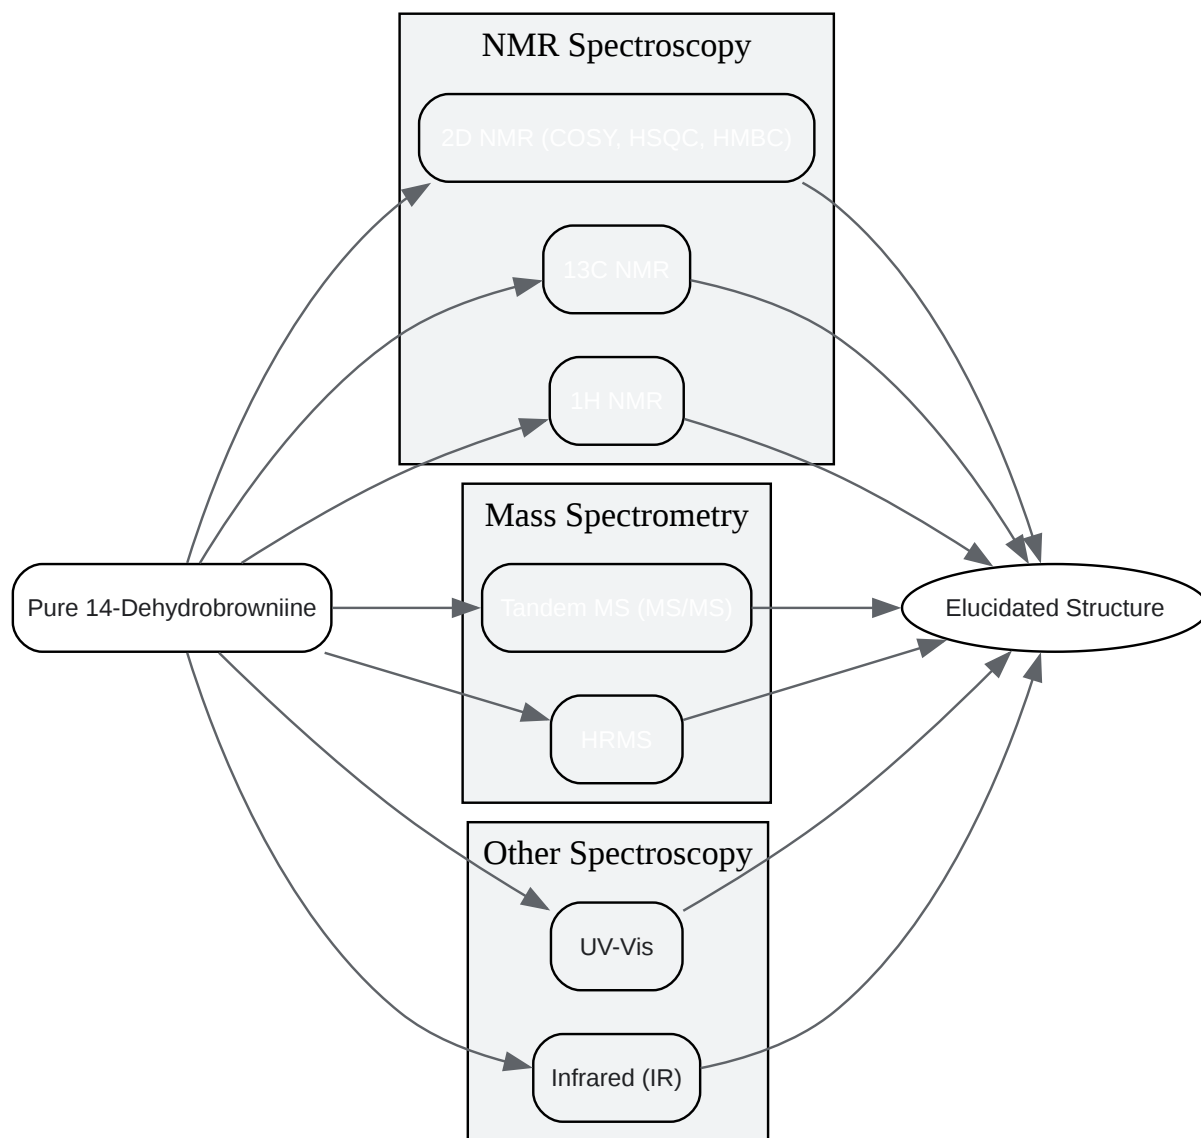 NMR Spectroscopy
2D NMR (COSY, HSQC, HMBC)
13C NMR
1H NMR
Mass Spectrometry
Pure 14-Dehydrobrowniine
Tandem MS (MS/MS)
Elucidated Structure
HRMS
Other Spectroscopy
UV-Vis
Infrared (IR)